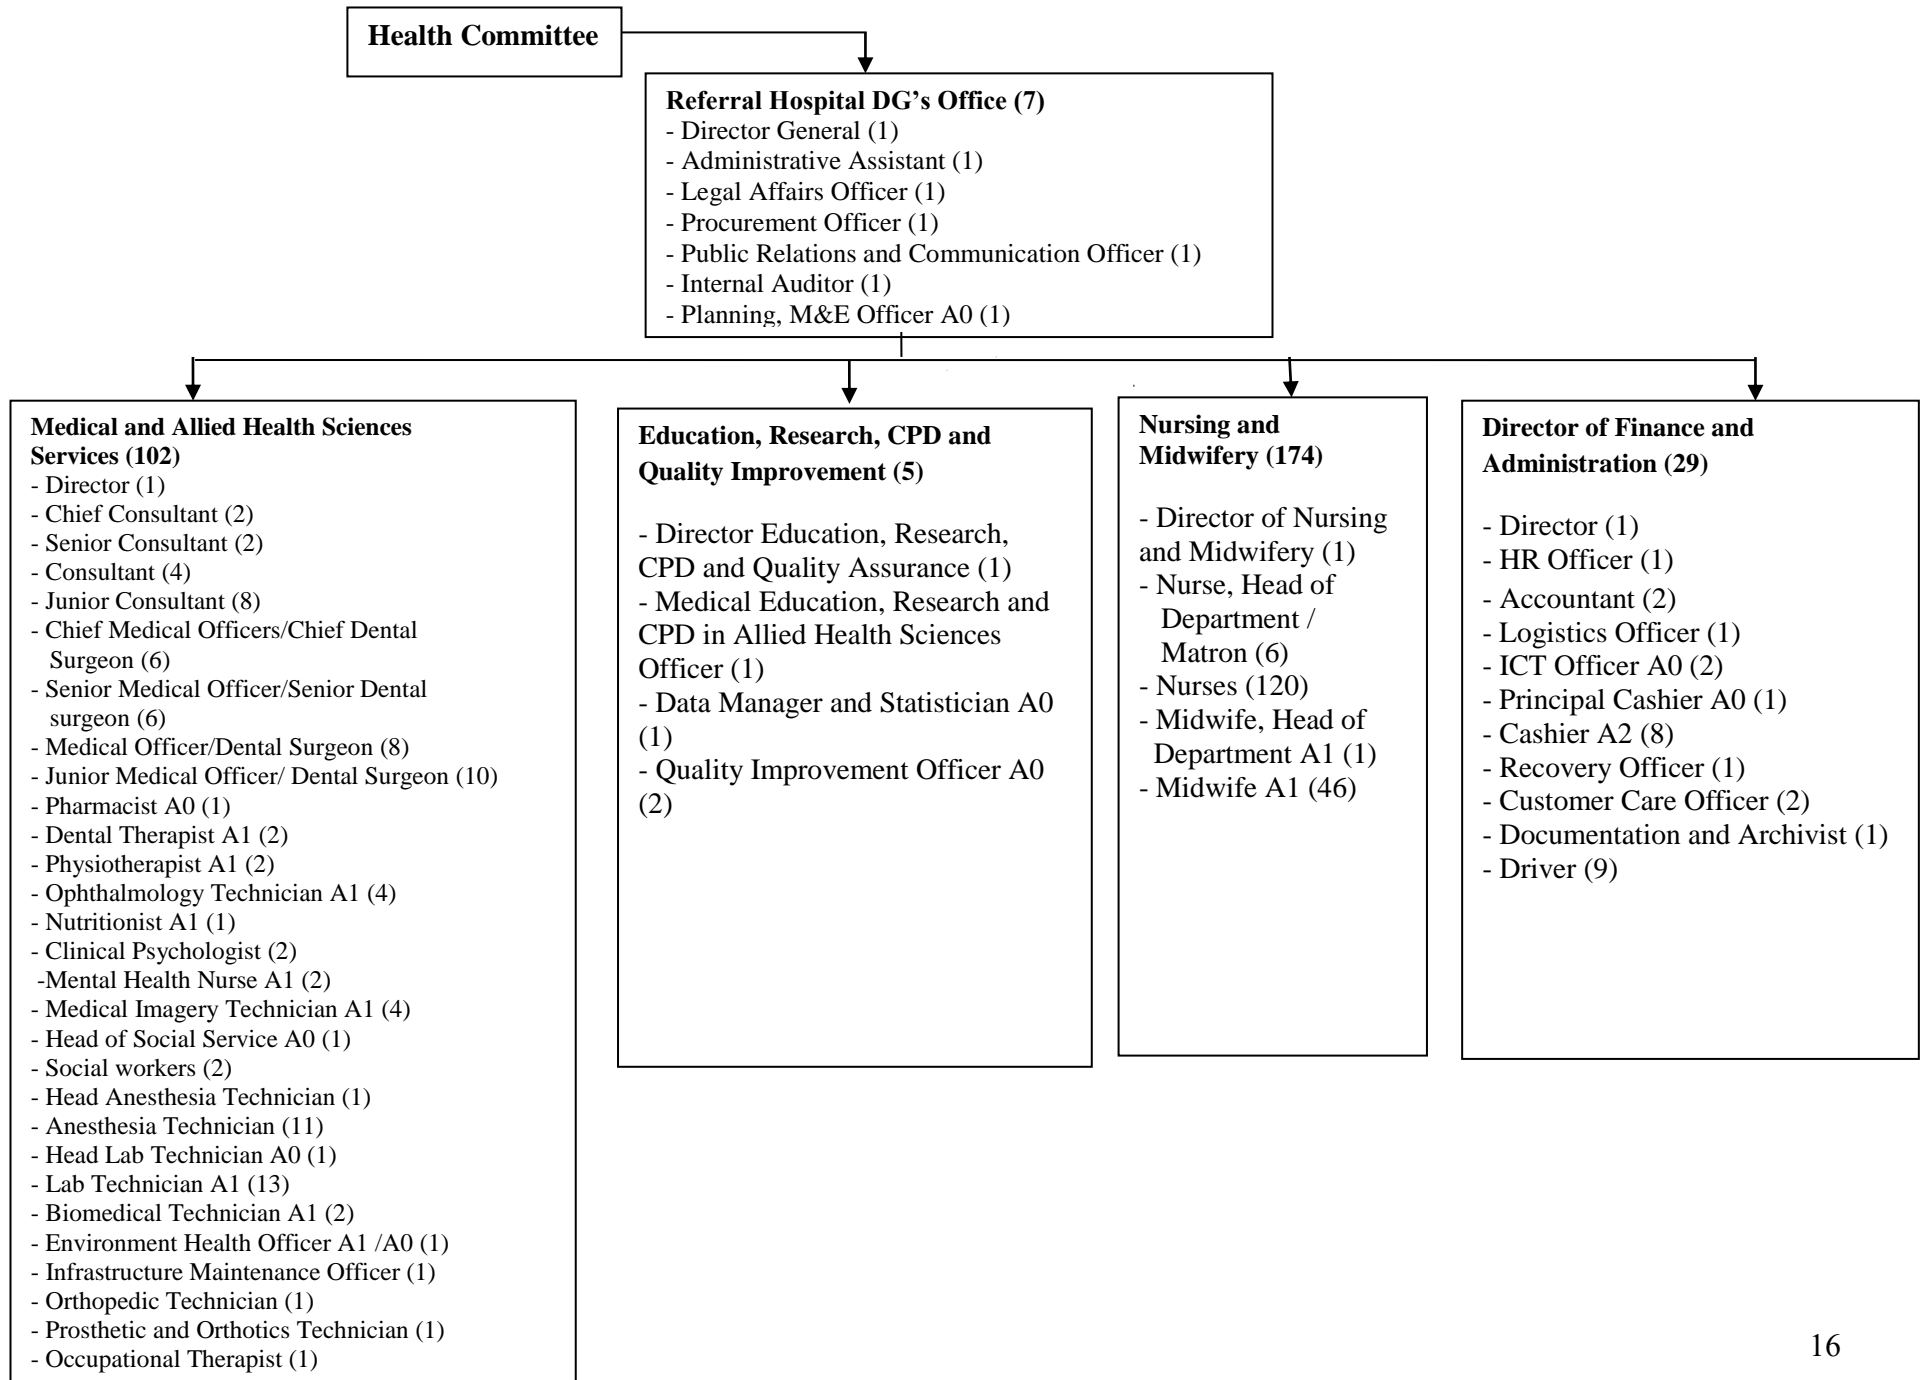 Health Committee
Referral Hospital DG’s Office (7)
- Director General (1)
- Administrative Assistant (1)
- Legal Affairs Officer (1)
- Procurement Officer (1)
- Public Relations and Communication Officer (1)
- Internal Auditor (1)
- Planning, M&E Officer A0 (1)
Medical and Allied Health Sciences
Services (102)
- Director (1)
- Chief Consultant (2)
- Senior Consultant (2)
- Consultant (4)
- Junior Consultant (8)
- Chief Medical Officers/Chief Dental
Surgeon (6)
- Senior Medical Officer/Senior Dental
surgeon (6)
- Medical Officer/Dental Surgeon (8)
- Junior Medical Officer/ Dental Surgeon (10)
- Pharmacist A0 (1)
- Dental Therapist A1 (2)
- Physiotherapist A1 (2)
- Ophthalmology Technician A1 (4)
- Nutritionist A1 (1)
- Clinical Psychologist (2)
-Mental Health Nurse A1 (2)
- Medical Imagery Technician A1 (4)
- Head of Social Service A0 (1)
- Social workers (2)
- Head Anesthesia Technician (1)
- Anesthesia Technician (11)
- Head Lab Technician A0 (1)
- Lab Technician A1 (13)
- Biomedical Technician A1 (2)
- Environment Health Officer A1 /A0 (1)
- Infrastructure Maintenance Officer (1)
- Orthopedic Technician (1)
- Prosthetic and Orthotics Technician (1)
- Occupational Therapist (1)
Education, Research, CPD and
Quality Improvement (5)
- Director Education, Research,
CPD and Quality Assurance (1)
- Medical Education, Research and
CPD in Allied Health Sciences
Officer (1)
- Data Manager and Statistician A0
(1)
- Quality Improvement Officer A0
(2)
Nursing and
Midwifery (174)
- Director of Nursing
and Midwifery (1)
- Nurse, Head of
Department /
Matron (6)
- Nurses (120)
- Midwife, Head of
Department A1 (1)
- Midwife A1 (46)
Director of Finance and
Administration (29)
- Director (1)
- HR Officer (1)
- Accountant (2)
- Logistics Officer (1)
- ICT Officer A0 (2)
- Principal Cashier A0 (1)
- Cashier A2 (8)
- Recovery Officer (1)
- Customer Care Officer (2)
- Documentation and Archivist (1)
- Driver (9)
16